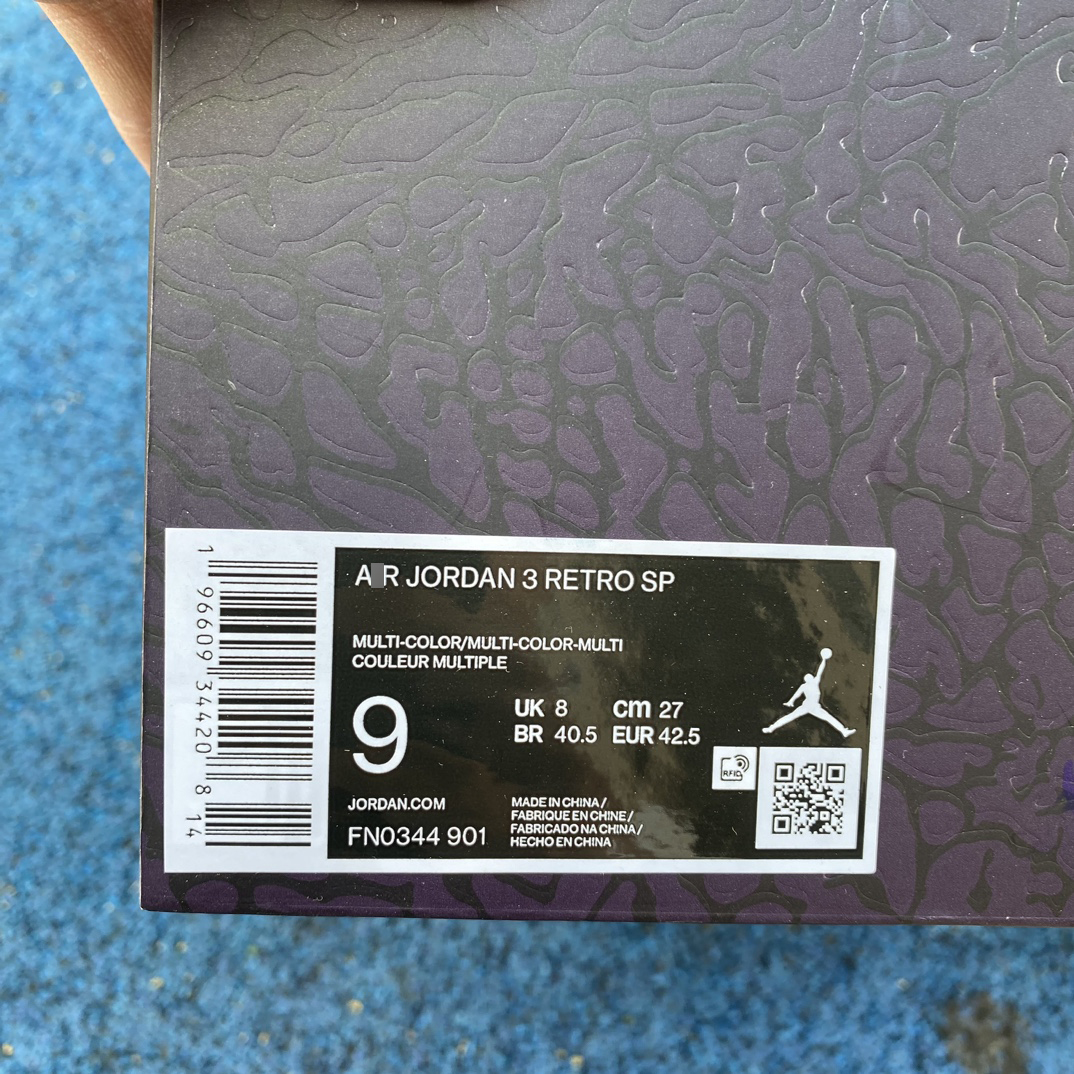 A R JORDAN 3 RETRO SP
MULTI-COLOR/MULTI-COLOR-MULTI
COULEUR MULTIPLE
9
UK 8 cm 27
BR 40.5 EUR 42.5
RFID
JORDAN.COM
FN0344 901
MADE IN CHINA /
FABRIQUE EN CHINE /
FABRICADO NA CHINA /
HECHO EN CHINA
1 96609 34420 8 14